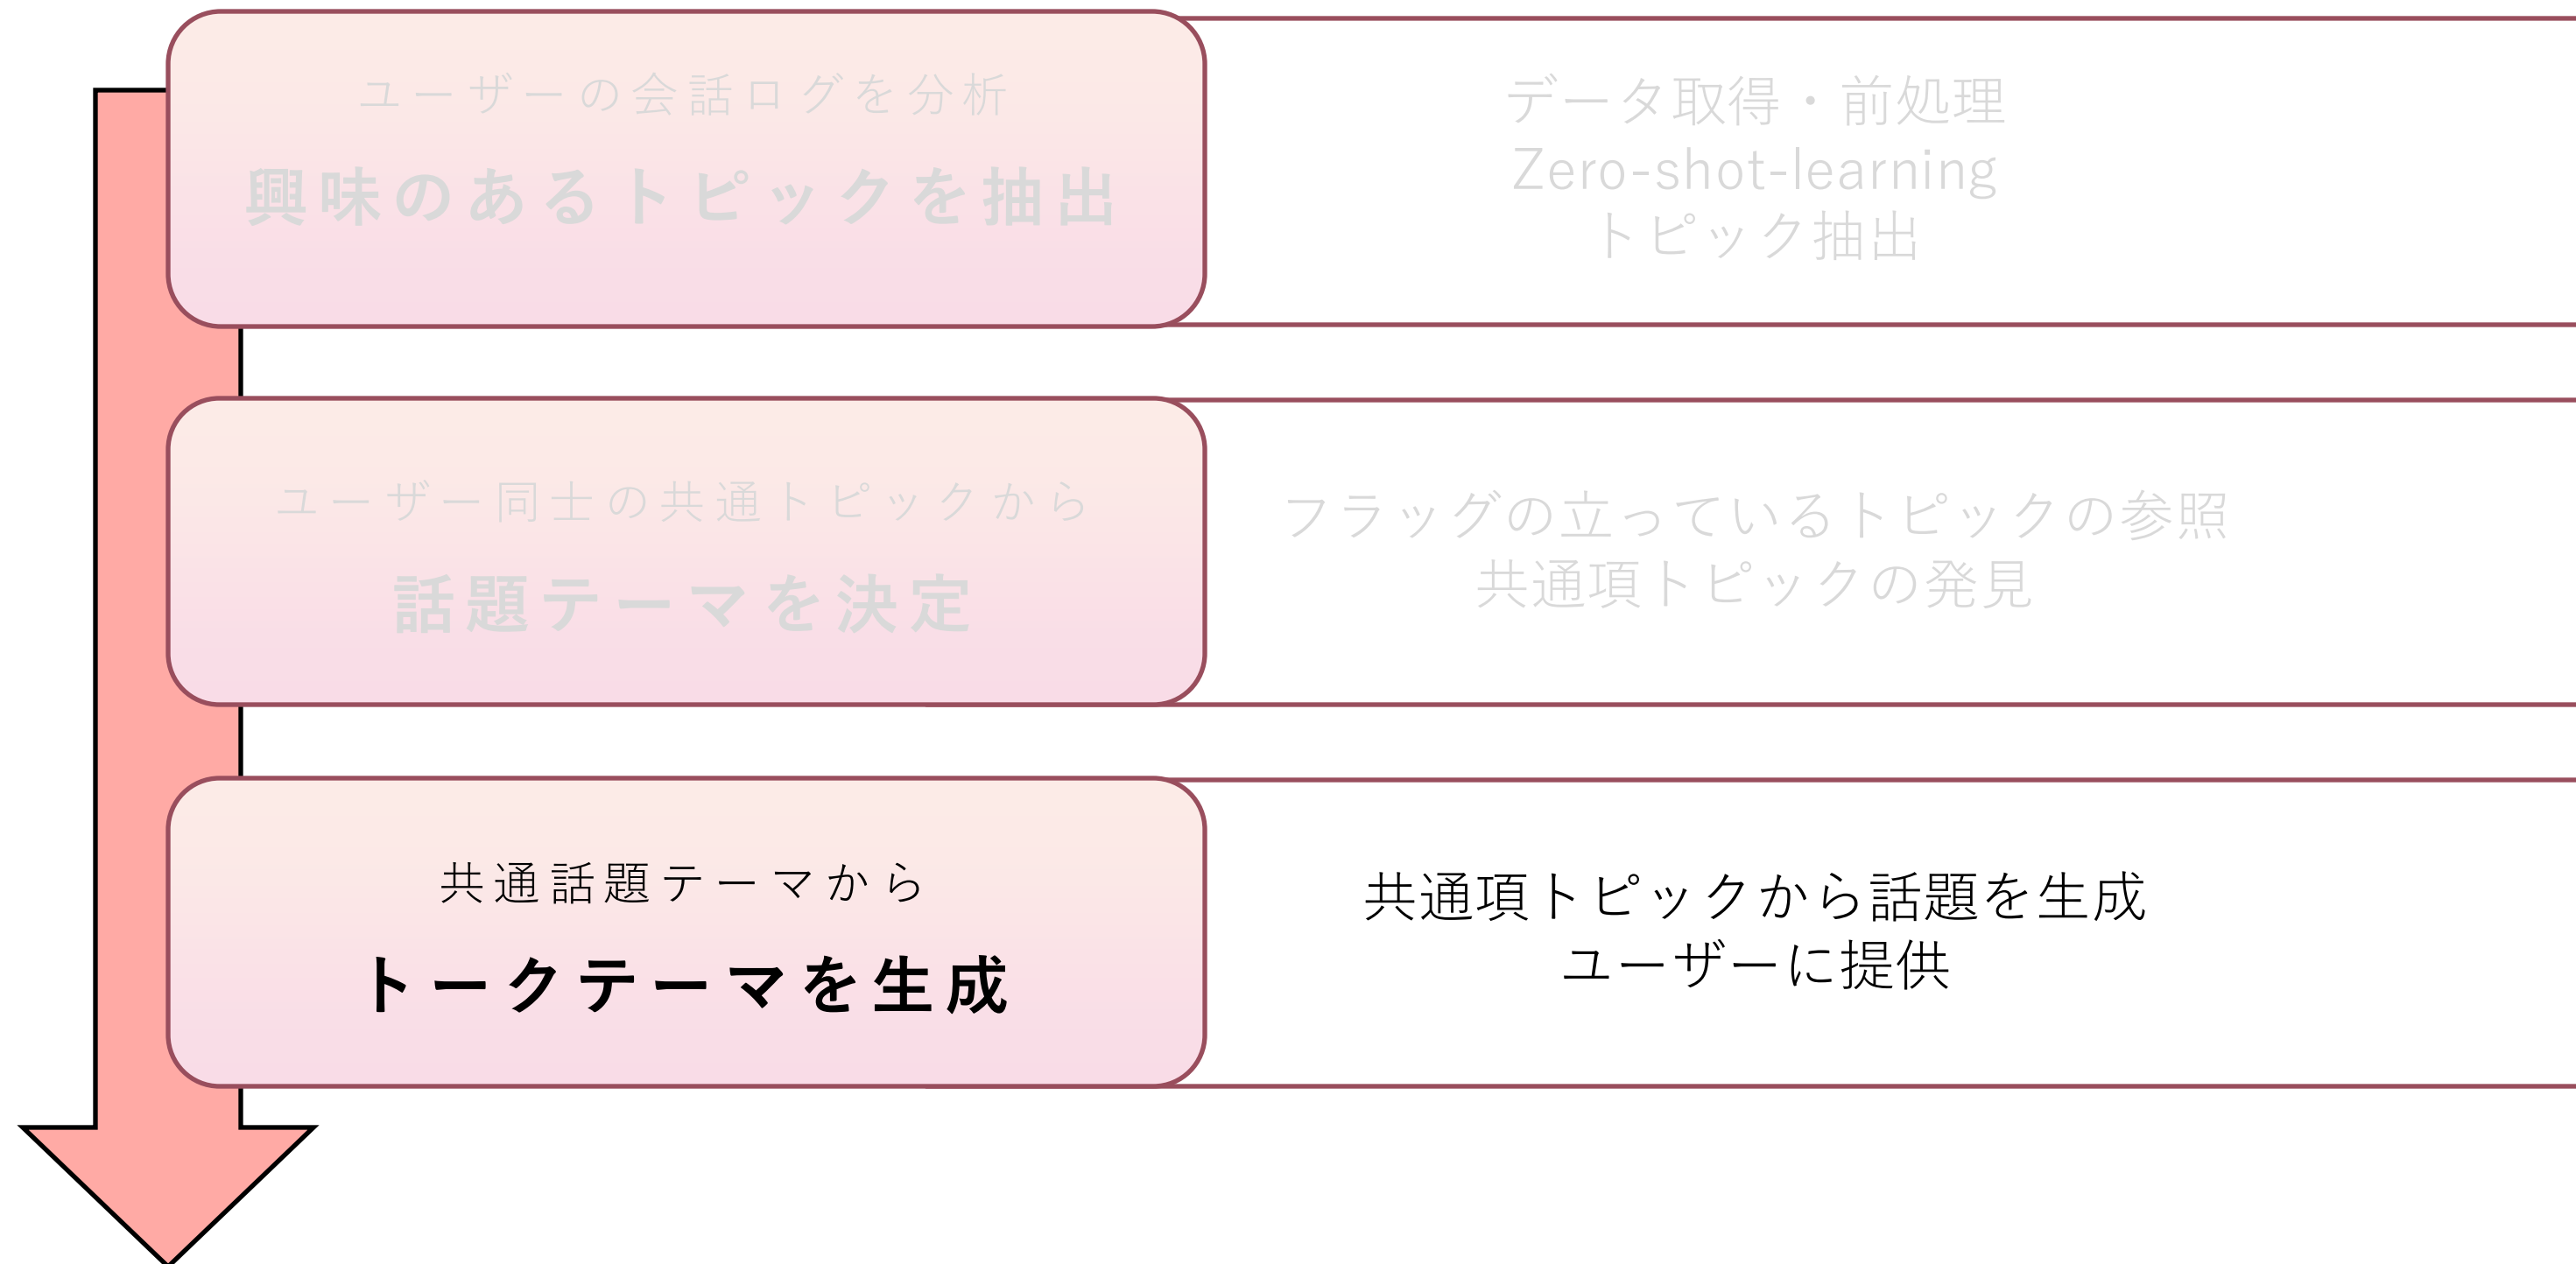 ユーザーの会話ログを分析
興味のあるトピックを抽出
データ取得・前処理
Zero-shot-learning
トピック抽出
ユーザー同士の共通トピックから
話題テーマを決定
フラッグの立っているトピックの参照
共通項トピックの発見
共通話題テーマから
トークテーマを生成
共通項トピックから話題を生成
ユーザーに提供